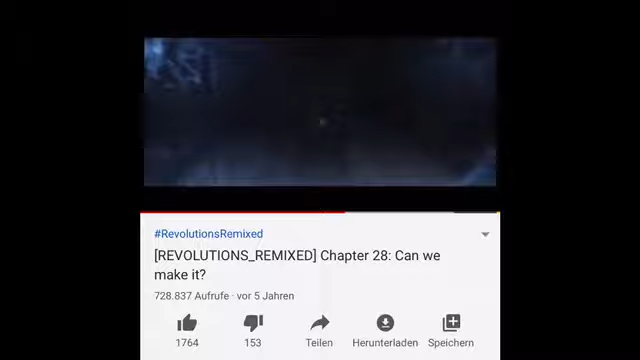 #RevolutionsRemixed
[REVOLUTIONS_REMIXED] Chapter 28: Can we
make it?
728.837 Aufrufe · vor 5 Jahren
1764 153 Teilen Herunterladen Speichern